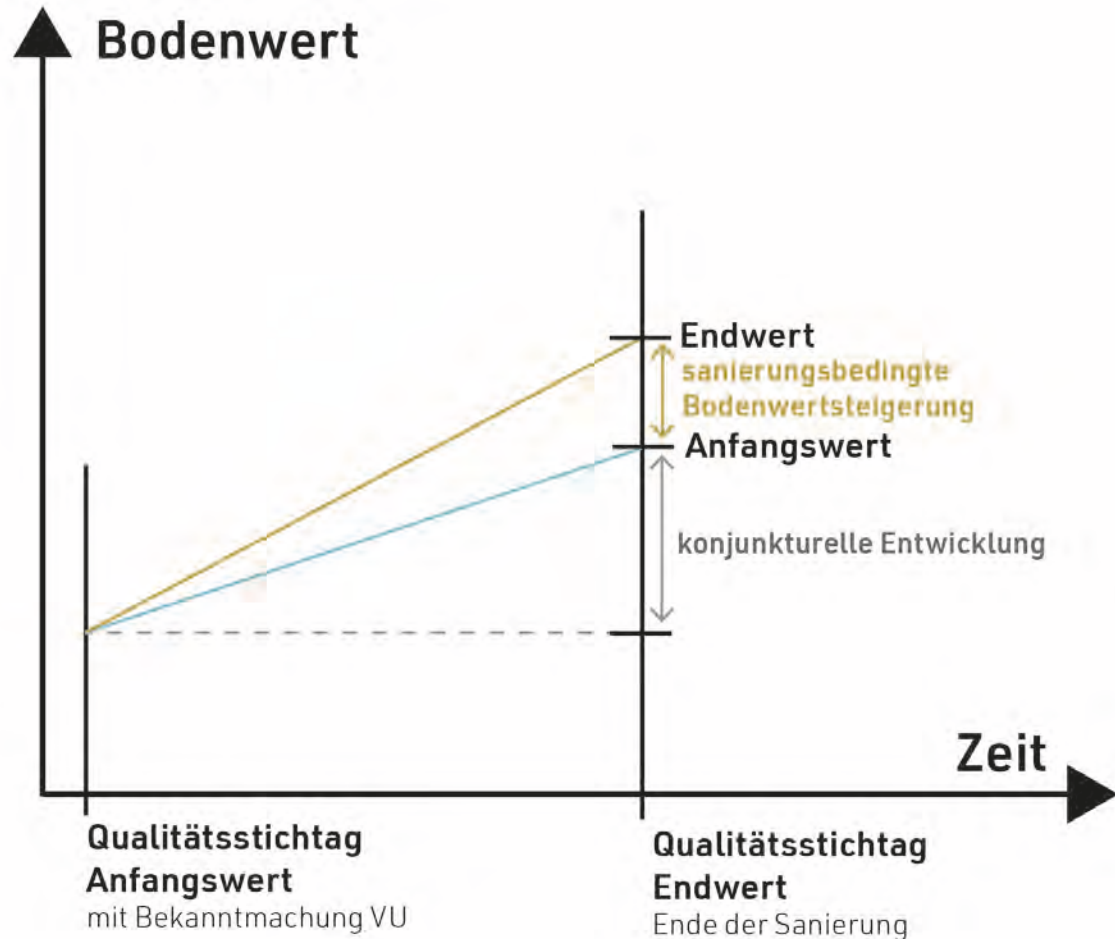 Bodenwert
Endwert
sanierungsbedingte
Bodenwertsteigerung
Anfangswert
konjunkturelle Entwicklung
Zeit
Qualitätsstichtag
Anfangswert
mit Bekanntmachung VU
Qualitätsstichtag
Endwert
Ende der Sanierung